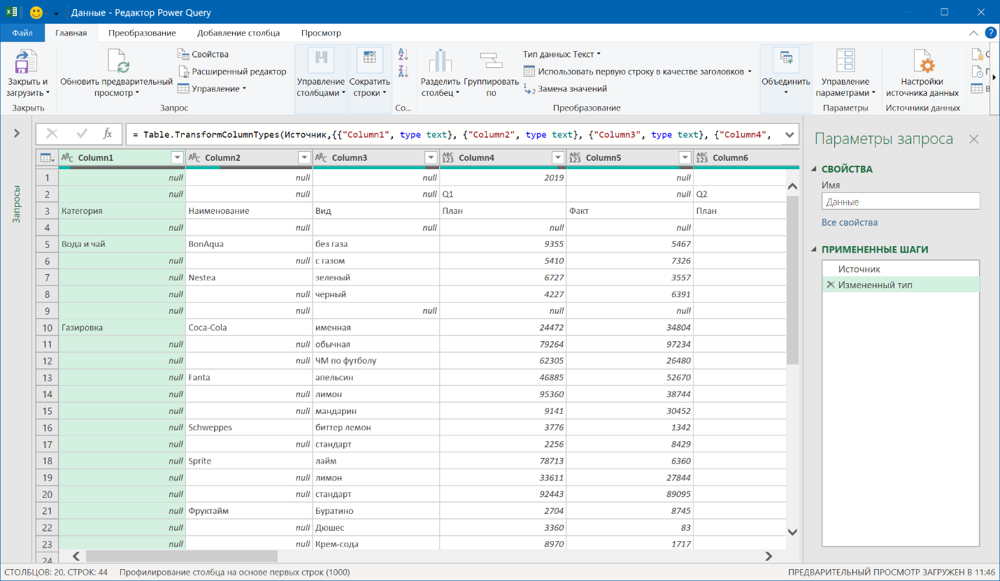 Данные - Редактор Power Query
Файл Главная Преобразование Добавление столбца Просмотр
Закрыть и загрузить
Закрыть
Обновить предварительный просмотр
Свойства
Расширенный редактор
Управление
Запрос
Управление столбцами
Сократить строки
Со...
Разделить столбец
Группировать по
Тип данных: Текст
Использовать первую строку в качестве заголовков
Замена значений
Преобразование
Объединить
Управление параметрами
Параметры
Настройки источника данных
Источники данных
Запросы
= Table.TransformColumnTypes(Источник,{{"Column1", type text}, {"Column2", type text}, {"Column3", type text}, {"Column4",
Column1 Column2 Column3 Column4 Column5 Column6
1 null null null 2019 null
2 null null null Q1 null Q2
3 Категория Наименование Вид План Факт План
4 null null null null null
5 Вода и чай BonAqua без газа 9355 5467
6 null null с газом 5410 7326
7 null Nestea зеленый 6727 3557
8 null null черный 4227 6391
9 null null null null null
10 Газировка Coca-Cola именная 24472 34804
11 null null обычная 79264 97234
12 null null ЧМ по футболу 62305 26480
13 null Fanta апельсин 46885 52670
14 null null лимон 95360 38744
15 null null мандарин 9141 30452
16 null Schweppes биттер лемон 3776 1342
17 null null стандарт 2256 8429
18 null Sprite лайм 78713 6360
19 null null лимон 33611 27844
20 null null стандарт 92443 89095
21 null Фруктайм Буратино 2704 8745
22 null null Дюшес 3360 83
23 null null Крем-сода 8970 1717
24
Параметры запроса
СВОЙСТВА
Имя
Данные
Все свойства
ПРИМЕНЕННЫЕ ШАГИ
Источник
Измененный тип
СТОЛБЦОВ: 20, СТРОК: 44 Профилирование столбца на основе первых строк (1000) ПРЕДВАРИТЕЛЬНЫЙ ПРОСМОТР ЗАГРУЖЕН В 11:46